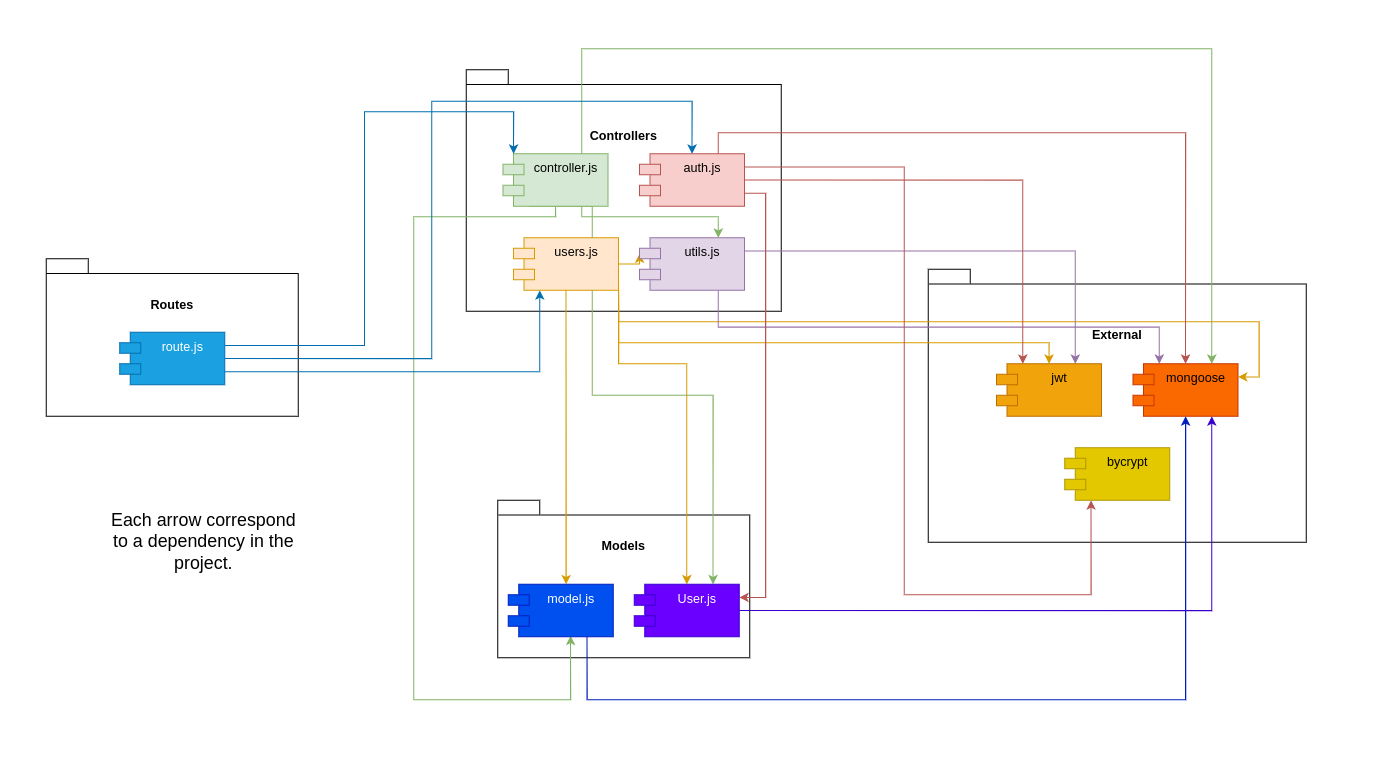 Controllers
controller.js
auth.js
users.js
utils.js
Routes
route.js
External
jwt
mongoose
bycrypt
Each arrow correspond
to a dependency in the
project.
Models
model.js
User.js